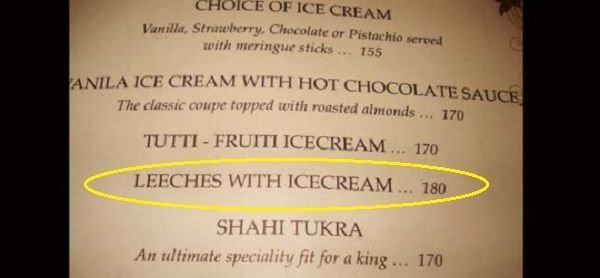 CHOICE OF ICE CREAM
Vanilla, Strawberry, Chocolate or Pistachio served
with meringue sticks ... 155
VANILA ICE CREAM WITH HOT CHOCOLATE SAUCE
The classic coupe topped with roasted almonds ... 170
TUTTI - FRUITI ICECREAM ... 170
LEECHES WITH ICECREAM ... 180
SHAHI TUKRA
An ultimate speciality fit for a king ... 170